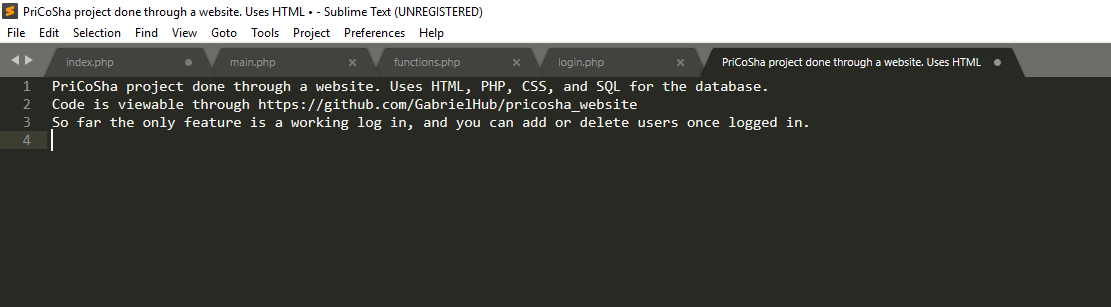 PriCoSha project done through a website. Uses HTML • - Sublime Text (UNREGISTERED)
File Edit Selection Find View Goto Tools Project Preferences Help
index.php main.php functions.php login.php PriCoSha project done through a website. Uses HTML
1 PriCoSha project done through a website. Uses HTML, PHP, CSS, and SQL for the database.
2 Code is viewable through https://github.com/GabrielHub/pricosha_website
3 So far the only feature is a working log in, and you can add or delete users once logged in.
4